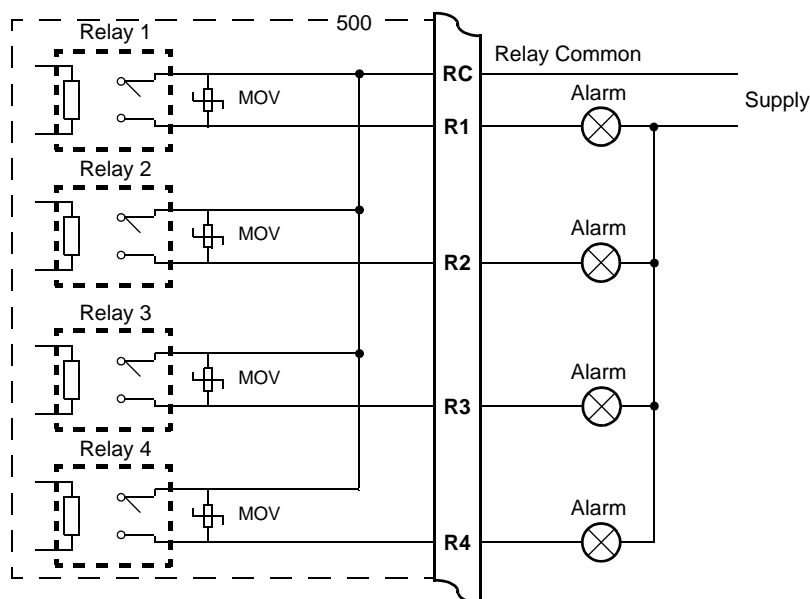 500
Relay 1
Relay Common
RC
MOV
Alarm
Supply
R1
Relay 2
MOV
Alarm
R2
Relay 3
MOV
Alarm
R3
Relay 4
MOV
Alarm
R4